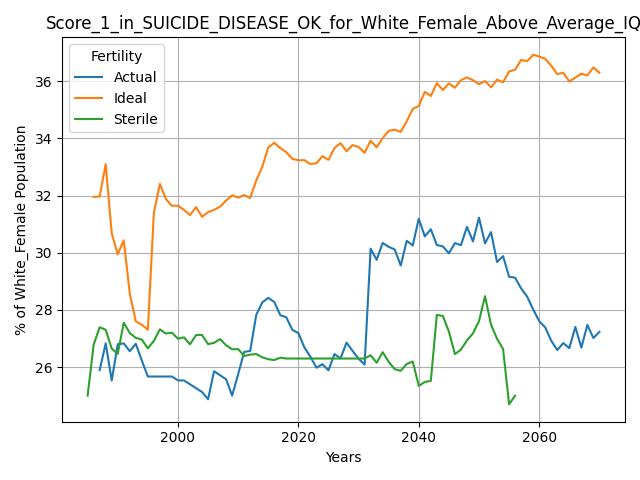 Score_1_in_SUICIDE_DISEASE_OK_for_White_Female_Above_Average_IQ
Fertility
Actual
Ideal
Sterile
% of White_Female Population
36
34
32
30
28
26
2000
2020
2040
2060
Years